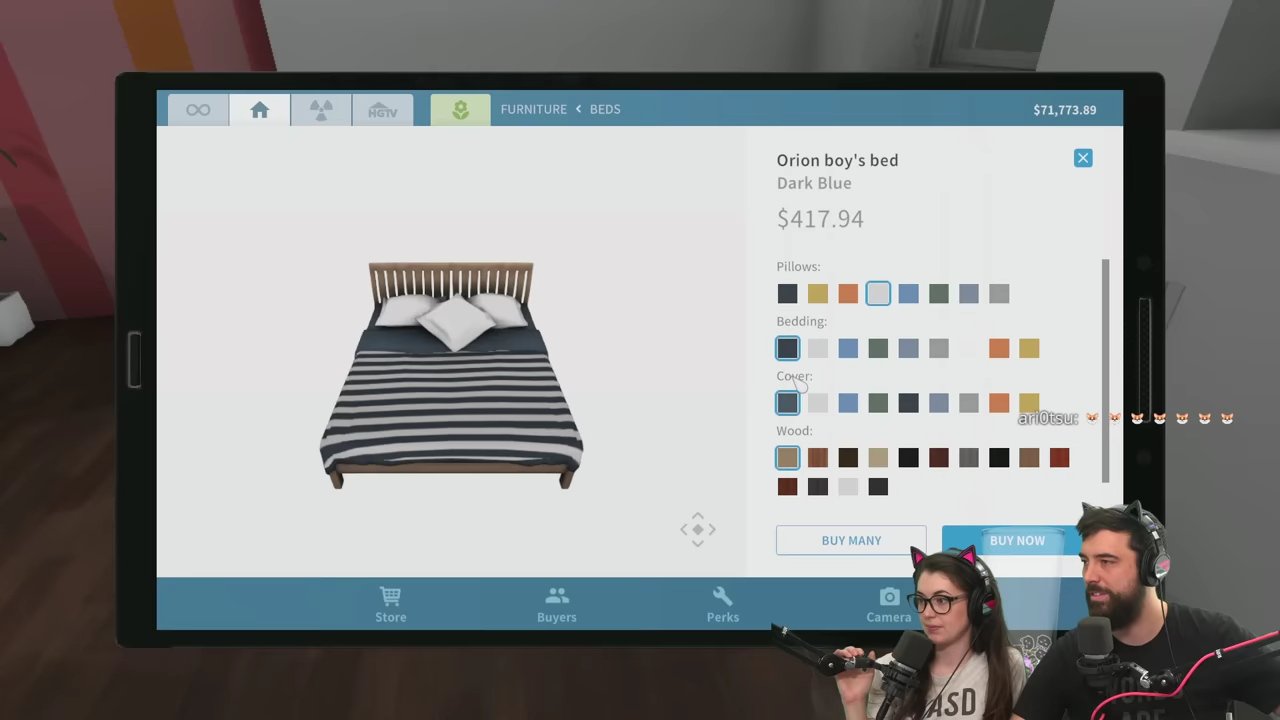 HGTV
FURNITURE < BEDS
$71,773.89
Orion boy's bed
Dark Blue
$417.94
Pillows:
Bedding:
Cover:
ari0tsu:
Wood:
BUY MANY
BUY NOW
Store
Buyers
Perks
Camera